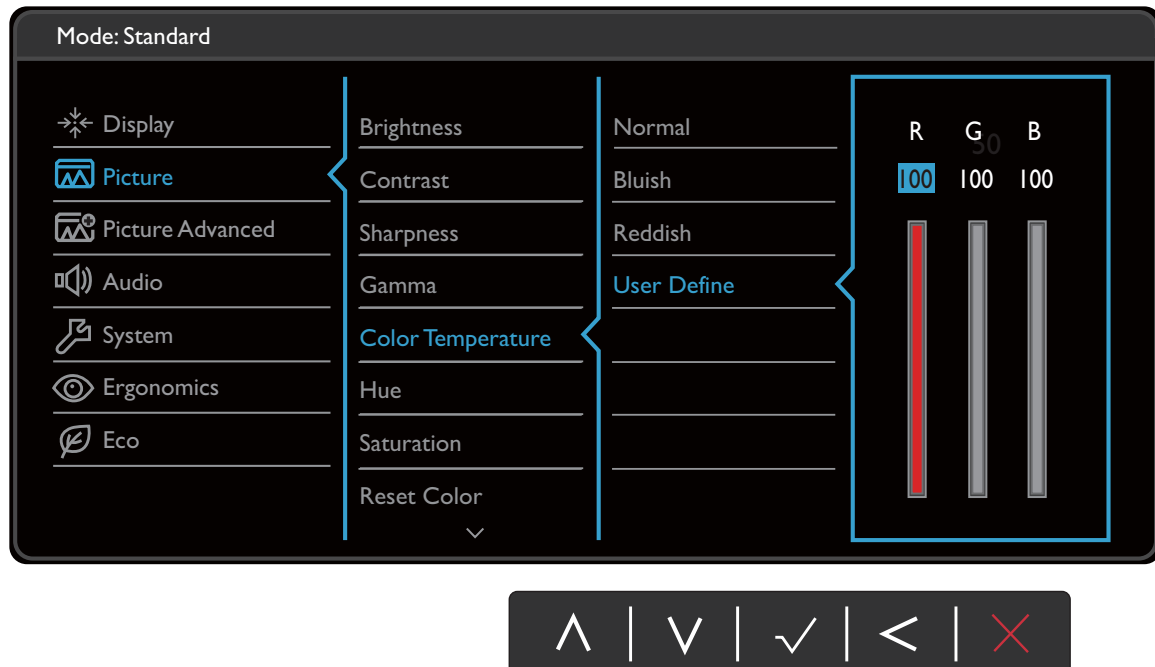 Mode: Standard
Display
Picture
Picture Advanced
Audio
System
Ergonomics
Eco
Brightness
Contrast
Sharpness
Gamma
Color Temperature
Hue
Saturation
Reset Color
Normal
Bluish
Reddish
User Define
R G B
50
100 100 100